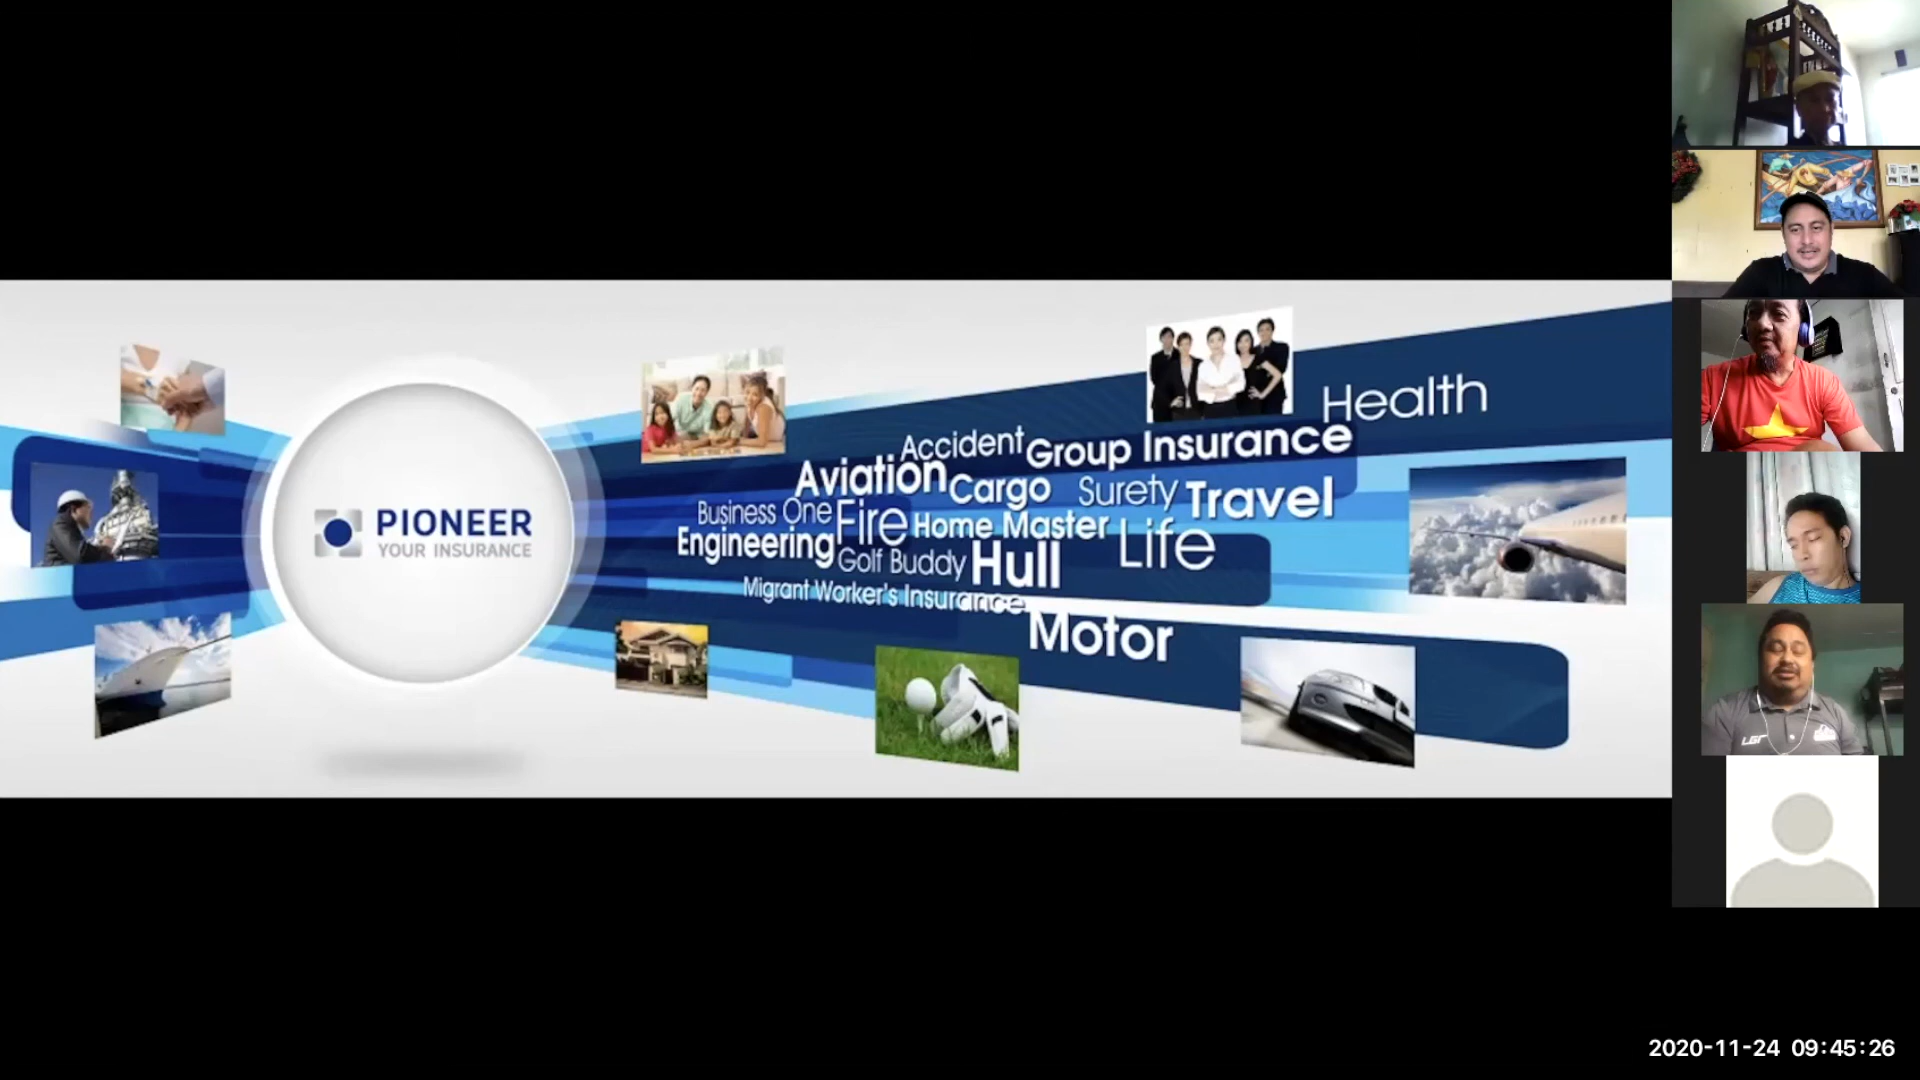 PIONEER
YOUR INSURANCE
Health
Accident Group Insurance
Aviation Cargo Surety Travel
Business One Fire Home Master Life
Engineering Golf Buddy Hull
Migrant Worker's Insurance
Motor
LGR
2020-11-24 09:45:26